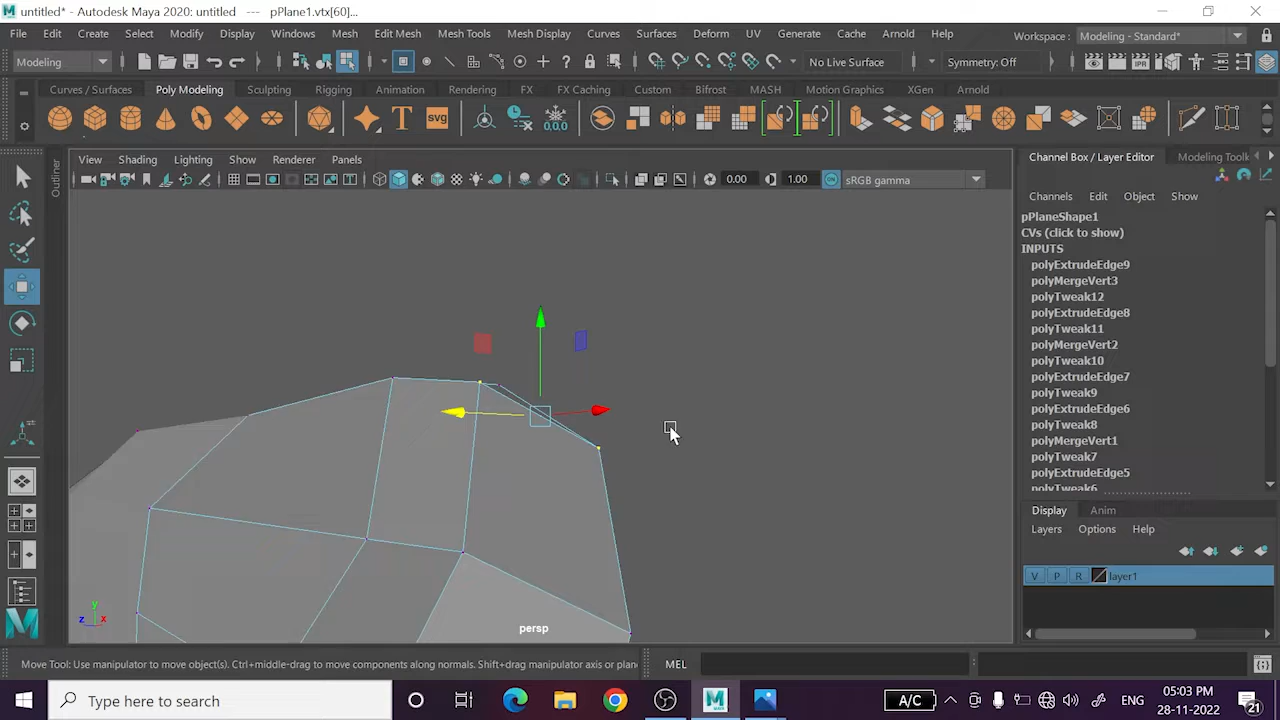 untitled* - Autodesk Maya 2020: untitled --- pPlane1.vtx[60]...
File Edit Create Select Modify Display Windows Mesh Edit Mesh Mesh Tools Mesh Display Curves Surfaces Deform UV Generate Cache Arnold Help Workspace : Modeling - Standard*
Modeling No Live Surface Symmetry: Off
Curves / Surfaces Poly Modeling Sculpting Rigging Animation Rendering FX FX Caching Custom Bifrost MASH Motion Graphics XGen Arnold
T svg 0,0,0
View Shading Lighting Show Renderer Panels
0.00 1.00 sRGB gamma
Outliner
Channel Box / Layer Editor Modeling Toolk
Channels Edit Object Show
pPlaneShape1
CVs (click to show)
INPUTS
polyExtrudeEdge9
polyMergeVert3
polyTweak12
polyExtrudeEdge8
polyTweak11
polyMergeVert2
polyTweak10
polyExtrudeEdge7
polyTweak9
polyExtrudeEdge6
polyTweak8
polyMergeVert1
polyTweak7
polyExtrudeEdge5
polyTweak6
Display Anim
Layers Options Help
V P R layer1
y
z x
persp
Move Tool: Use manipulator to move object(s). Ctrl+middle-drag to move components along normals. Shift+drag manipulator axis or plane
MEL
Type here to search
A/C ENG 05:03 PM
28-11-2022 21